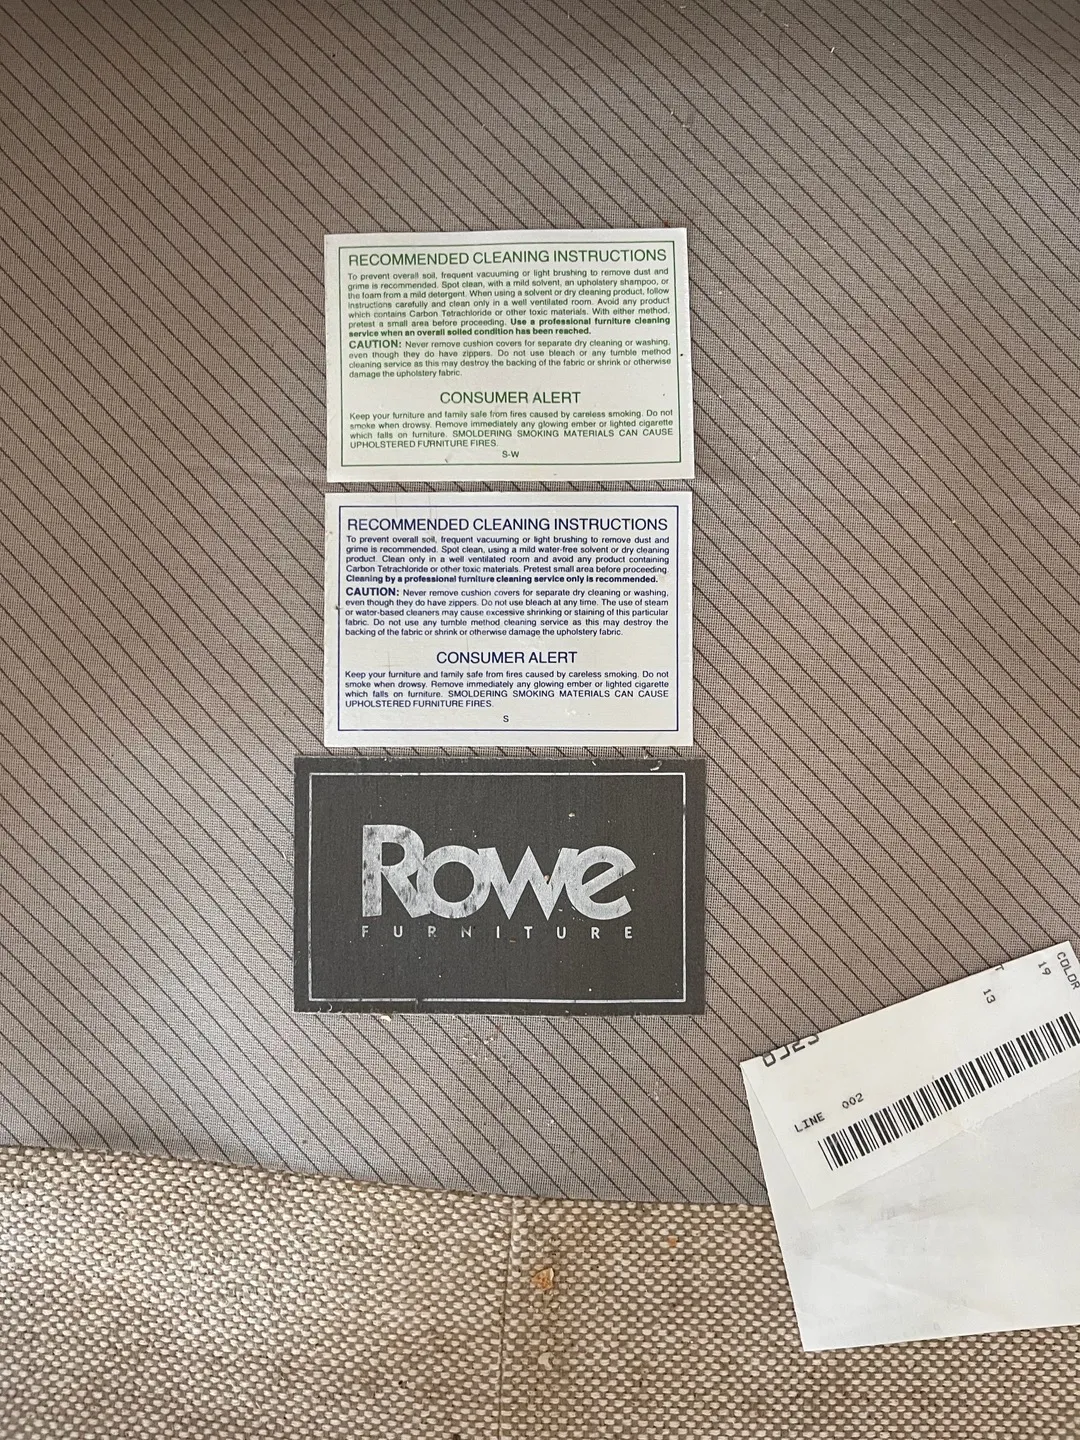 RECOMMENDED CLEANING INSTRUCTIONS
To prevent overall soil, frequent vacuuming or light brushing to remove dust and
grime is recommended. Spot clean, with a mild solvent, an upholstery shampoo, or
the foam from a mild detergent. When using a solvent or dry cleaning product, follow
instructions carefully and clean only in a well ventilated room. Avoid any product
which contains Carbon Tetrachloride or other toxic materials. With either method,
pretest a small area before proceeding. Use a professional furniture cleaning
service when an overall soiled condition has been reached.
CAUTION: Never remove cushion covers for separate dry cleaning or washing,
even though they do have zippers. Do not use bleach or any tumble method
cleaning service as this may destroy the backing of the fabric or shrink or otherwise
damage the upholstery fabric.
CONSUMER ALERT
Keep your furniture and family safe from fires caused by careless smoking. Do not
smoke when drowsy. Remove immediately any glowing ember or lighted cigarette
which falls on furniture. SMOLDERING SMOKING MATERIALS CAN CAUSE
UPHOLSTERED FURNITURE FIRES.
S-W
RECOMMENDED CLEANING INSTRUCTIONS
To prevent overall soil, frequent vacuuming or light brushing to remove dust and
grime is recommended. Spot clean, using a mild water-free solvent or dry cleaning
product. Clean only in a well ventilated room and avoid any product containing
Carbon Tetrachloride or other toxic materials. Pretest small area before proceeding.
Cleaning by a professional furniture cleaning service only is recommended.
CAUTION: Never remove cushion covers for separate dry cleaning or washing,
even though they do have zippers. Do not use bleach at any time. The use of steam
or water-based cleaners may cause excessive shrinking or staining of this particular
fabric. Do not use any tumble method cleaning service as this may destroy the
backing of the fabric or shrink or otherwise damage the upholstery fabric.
CONSUMER ALERT
Keep your furniture and family safe from fires caused by careless smoking. Do not
smoke when drowsy. Remove immediately any glowing ember or lighted cigarette
which falls on furniture. SMOLDERING SMOKING MATERIALS CAN CAUSE
UPHOLSTERED FURNITURE FIRES.
S
Rowe
FURNITURE
COLOR
19
13
LINE 002